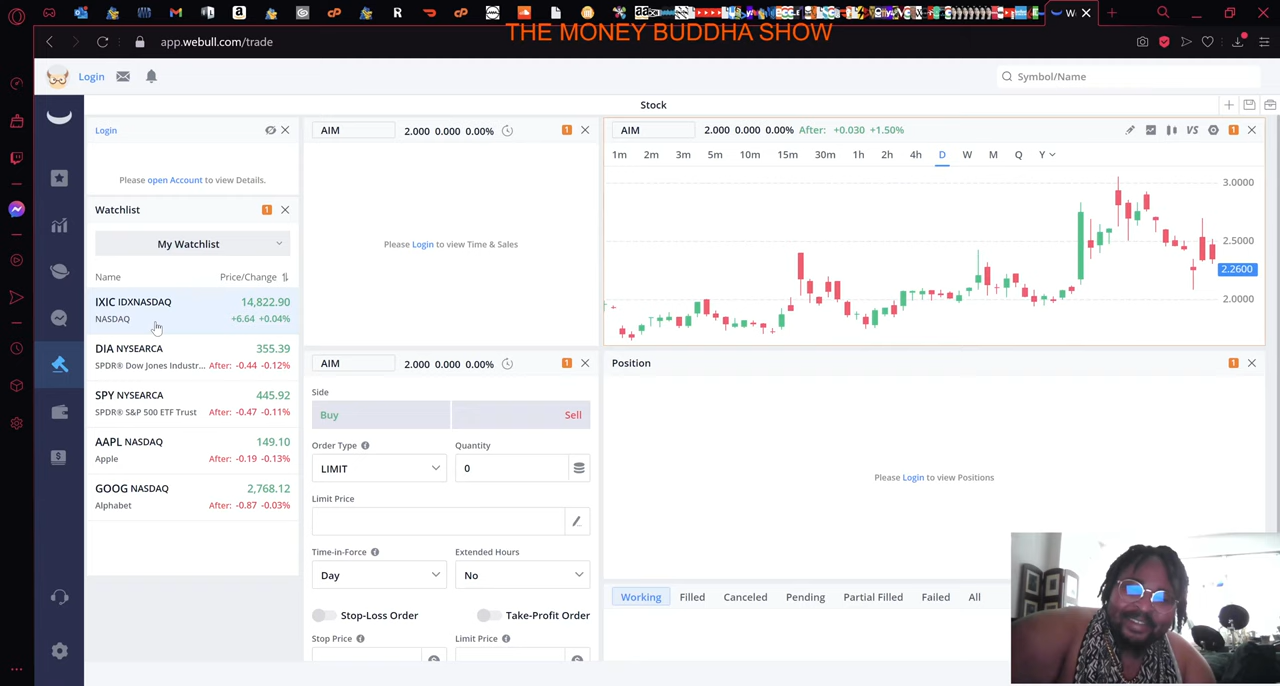 THE MONEY BUDDHA SHOW
app.webull.com/trade
Login
Symbol/Name
Stock
Login
Please open Account to view Details.
Watchlist
1
My Watchlist
Name Price/Change
IXIC IDXNASDAQ 14,822.90
NASDAQ +6.64 +0.04%
DIA NYSEARCA 355.39
SPDR® Dow Jones Industr... After: -0.44 -0.12%
SPY NYSEARCA 445.92
SPDR® S&P 500 ETF Trust After: -0.47 -0.11%
AAPL NASDAQ 149.10
Apple After: -0.19 -0.13%
GOOG NASDAQ 2,768.12
Alphabet After: -0.87 -0.03%
AIM 2.000 0.000 0.00% 1
Please Login to view Time & Sales
AIM 2.000 0.000 0.00% After: +0.030 +1.50% VS 1
1m 2m 3m 5m 10m 15m 30m 1h 2h 4h D W M Q Y
3.0000
2.5000
2.2600
2.0000
AIM 2.000 0.000 0.00% 1
Side
Buy Sell
Order Type Quantity
LIMIT 0
Limit Price
Time-in-Force Extended Hours
Day No
Stop-Loss Order Take-Profit Order
Stop Price Limit Price
Position 1
Please Login to view Positions
Working Filled Canceled Pending Partial Filled Failed All